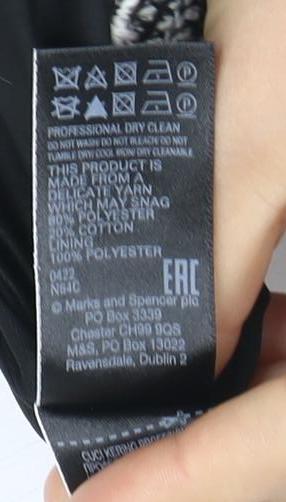 PROFESSIONAL DRY CLEAN
DO NOT WASH/ DO NOT BLEACH/ DO NOT
TUMBLE DRY/ COOL IRON/ DRY CLEANABLE
THIS PRODUCT IS
MADE FROM A
DELICATE YARN
WHICH MAY SNAG
80% POLYESTER
20% COTTON
LINING
100% POLYESTER
0422
N64C
EAC
© Marks and Spencer plc
PO Box 3339
Chester CH99 9QS
M&S, PO Box 13022
Ravensdale, Dublin 2